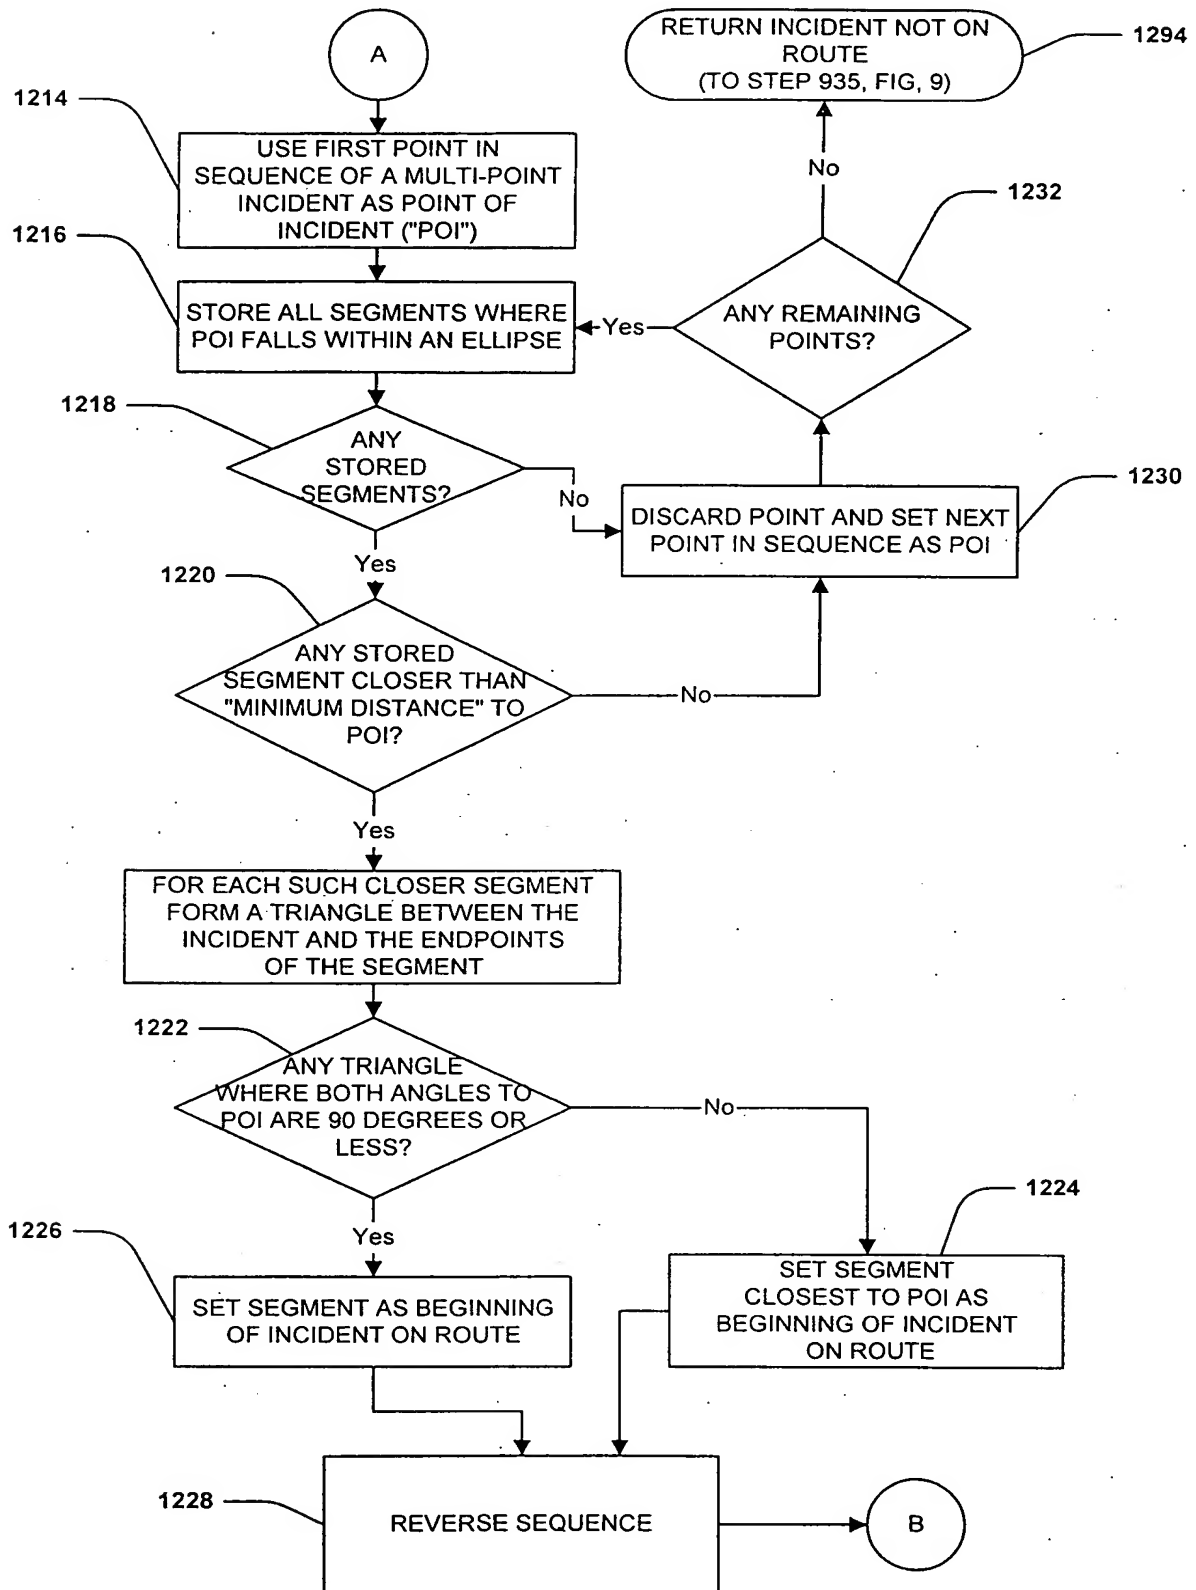 A
RETURN INCIDENT NOT ON
ROUTE
(TO STEP 935, FIG, 9)
1294
1214
USE FIRST POINT IN
SEQUENCE OF A MULTI-POINT
INCIDENT AS POINT OF
INCIDENT ("POI")
No
1232
1216
STORE ALL SEGMENTS WHERE
POI FALLS WITHIN AN ELLIPSE
Yes
ANY REMAINING
POINTS?
1218
ANY
STORED
SEGMENTS?
No
1230
DISCARD POINT AND SET NEXT
POINT IN SEQUENCE AS POI
Yes
1220
ANY STORED
SEGMENT CLOSER THAN
"MINIMUM DISTANCE" TO
POI?
No
Yes
FOR EACH SUCH CLOSER SEGMENT
FORM A TRIANGLE BETWEEN THE
INCIDENT AND THE ENDPOINTS
OF THE SEGMENT
1222
ANY TRIANGLE
WHERE BOTH ANGLES TO
POI ARE 90 DEGREES OR
LESS?
No
Yes
1224
1226
SET SEGMENT AS BEGINNING
OF INCIDENT ON ROUTE
SET SEGMENT
CLOSEST TO POI AS
BEGINNING OF INCIDENT
ON ROUTE
1228
REVERSE SEQUENCE
B